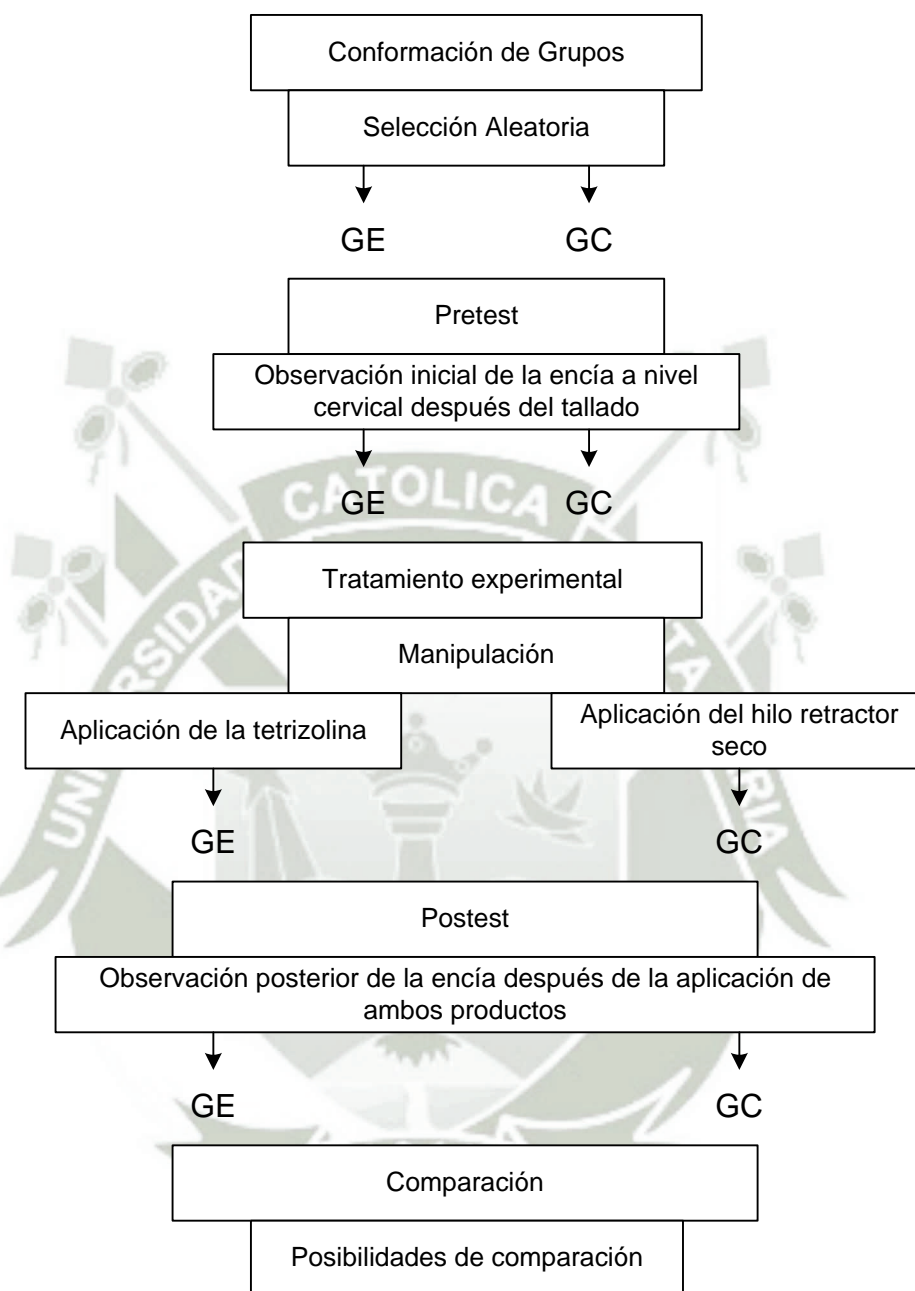 Conformación de Grupos
Selección Aleatoria
GE GC
Pretest
Observación inicial de la encía a nivel
cervical después del tallado
GE GC
CATOLICA
Tratamiento experimental
Manipulación
Aplicación de la tetrizolina
Aplicación del hilo retractor
seco
GE GC
Postest
Observación posterior de la encía después de la aplicación de
ambos productos
GE GC
Comparación
Posibilidades de comparación